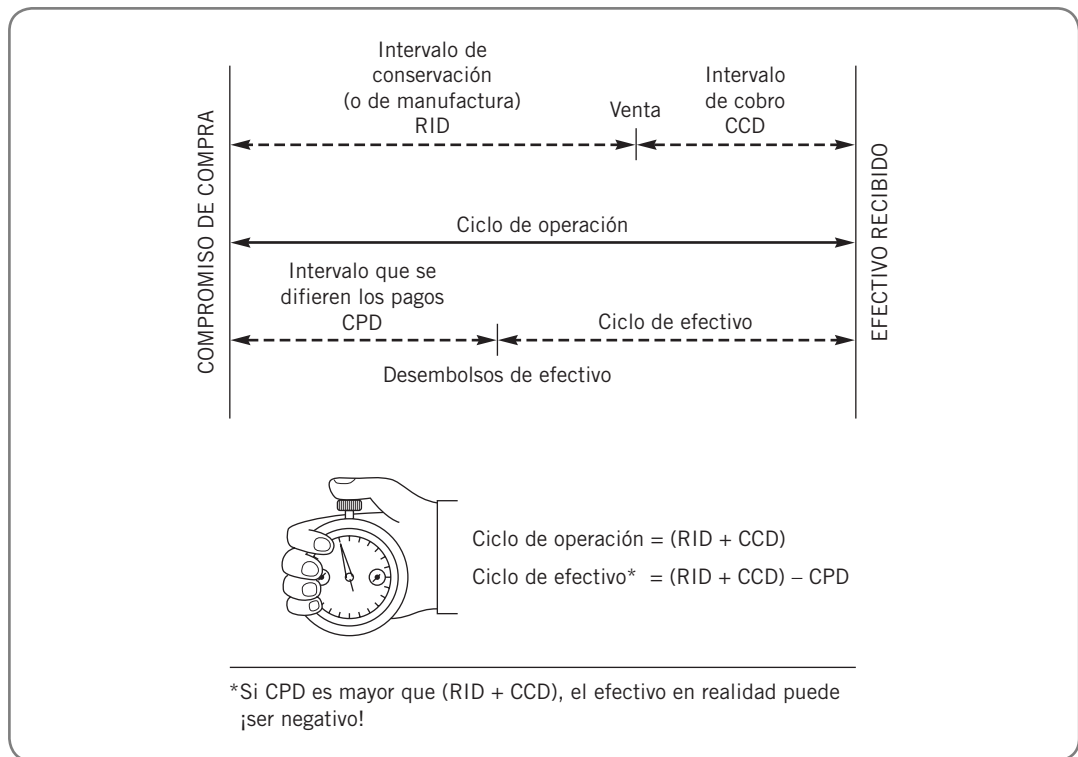 Intervalo de
conservación
(o de manufactura)
RID
Venta
Intervalo
de cobro
CCD
COMPROMISO DE COMPRA
EFECTIVO RECIBIDO
Ciclo de operación
Intervalo que se
difieren los pagos
CPD
Ciclo de efectivo
Desembolsos de efectivo
Ciclo de operación = (RID + CCD)
Ciclo de efectivo* = (RID + CCD) – CPD
*Si CPD es mayor que (RID + CCD), el efectivo en realidad puede
¡ser negativo!